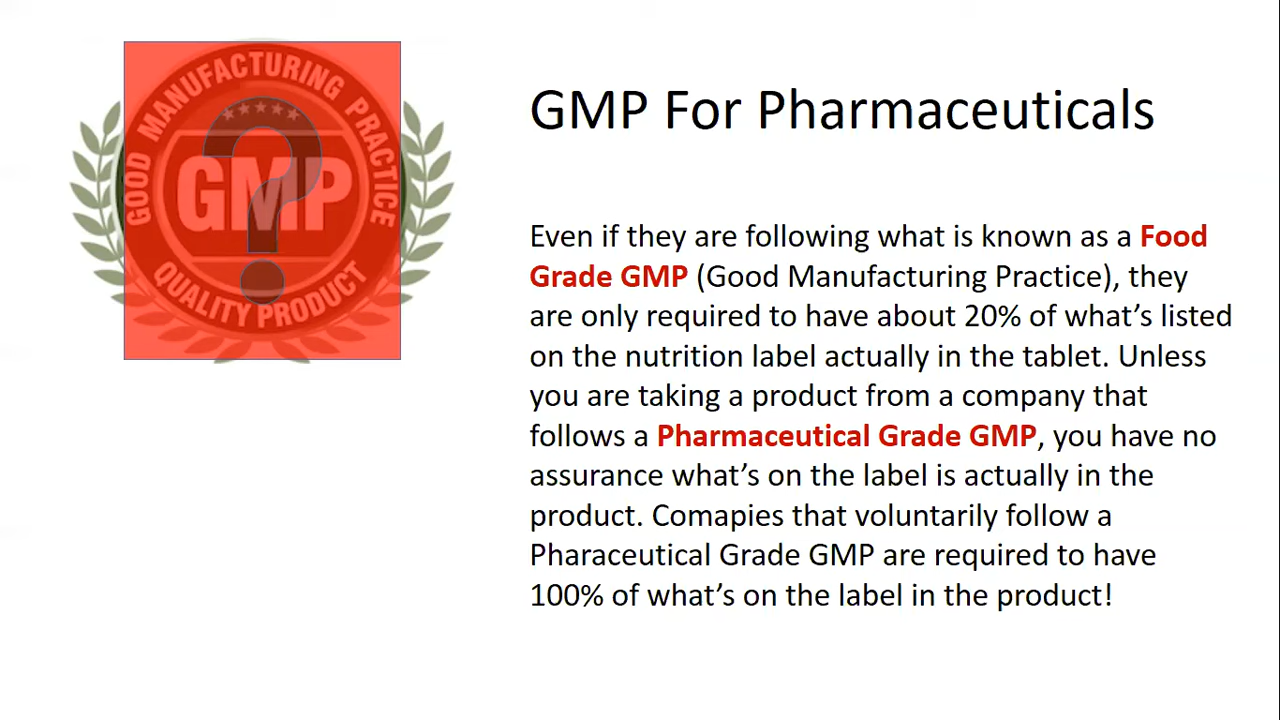 GOOD MANUFACTURING PRACTICE
GMP
QUALITY PRODUCT
?
GMP For Pharmaceuticals
Even if they are following what is known as a Food
Grade GMP (Good Manufacturing Practice), they
are only required to have about 20% of what’s listed
on the nutrition label actually in the tablet. Unless
you are taking a product from a company that
follows a Pharmaceutical Grade GMP, you have no
assurance what’s on the label is actually in the
product. Comapies that voluntarily follow a
Pharaceutical Grade GMP are required to have
100% of what’s on the label in the product!